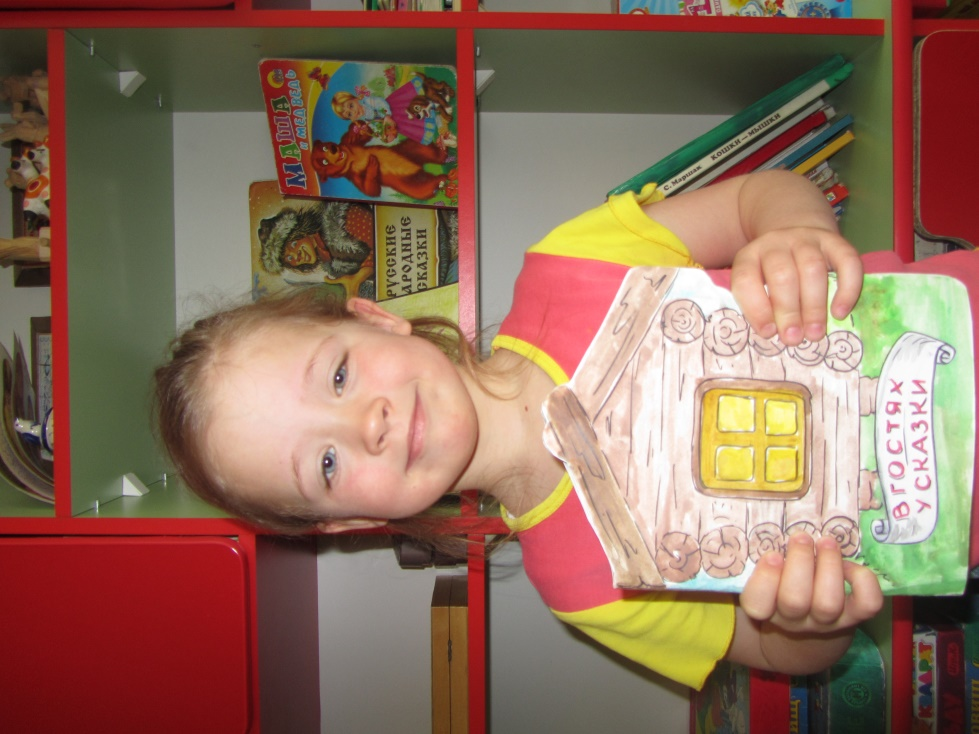 МАША
И МЕДВЕДЬ
РУССКИЕ
НАРОДНЫЕ
СКАЗКИ
С. Маршак КОШКИ — МЫШКИ
В ГОСТЯХ
У СКАЗКИ